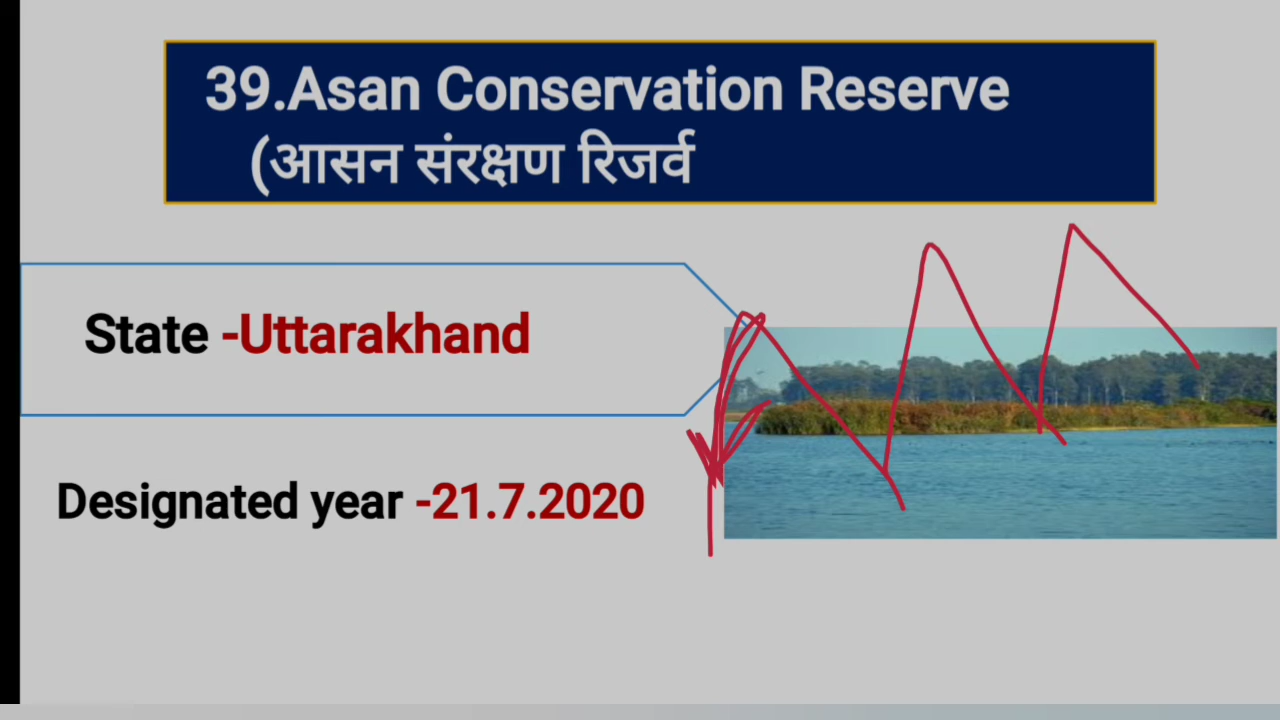 39.Asan Conservation Reserve
(आसन संरक्षण रिजर्व
State -Uttarakhand
Designated year -21.7.2020